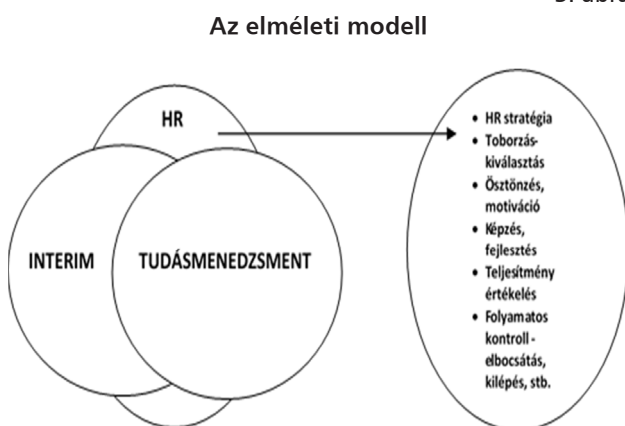 Az elméleti modell
HR
INTERIM
TUDÁSMENEDZSMENT
• HR stratégia
• Toborzás-
kiválasztás
• Ösztönzés,
motiváció
• Képzés,
fejlesztés
• Teljesítmény
értékelés
• Folyamatos
kontroll -
elbocsátás,
kilépés, stb.